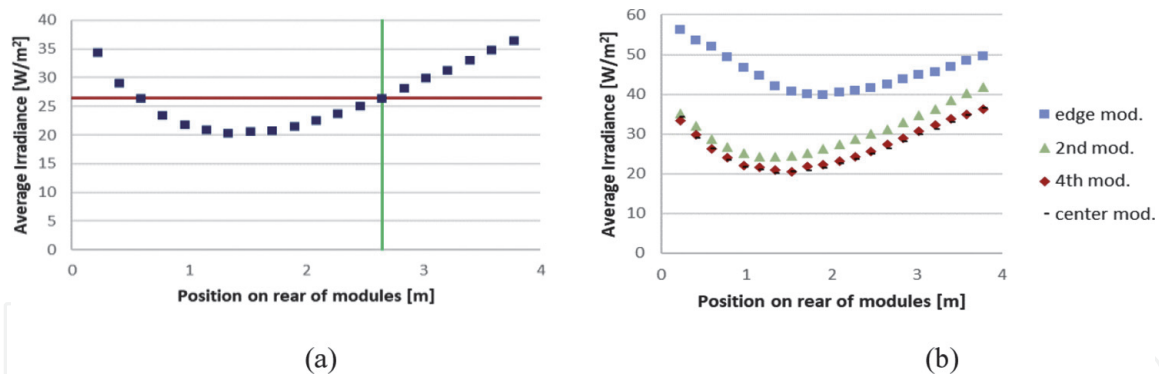 40
35
30
25
20
15
10
5
0
Average Irradiance [W/m²]
0 1 2 3 4
Position on rear of modules [m]
(a)
60
50
40
30
20
10
0
Average Irradiance [W/m²]
0 1 2 3 4
Position on rear of modules [m]
(b)
edge mod.
2nd mod.
4th mod.
center mod.